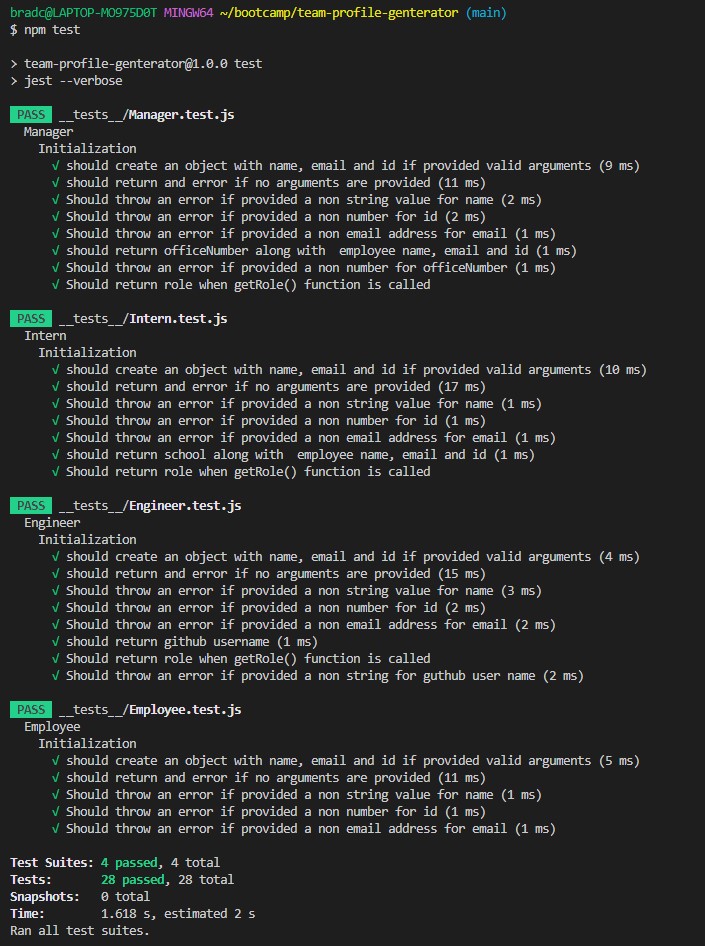 bradc@LAPTOP-MO975D0T MINGW64 ~/bootcamp/team-profile-genterator (main)
$ npm test
> team-profile-genterator@1.0.0 test
> jest --verbose
PASS __tests__/Manager.test.js
Manager
Initialization
√ should create an object with name, email and id if provided valid arguments (9 ms)
√ should return and error if no arguments are provided (11 ms)
√ Should throw an error if provided a non string value for name (2 ms)
√ Should throw an error if provided a non number for id (2 ms)
√ Should throw an error if provided a non email address for email (1 ms)
√ should return officeNumber along with  employee name, email and id (1 ms)
√ Should throw an error if provided a non number for officeNumber (1 ms)
√ Should return role when getRole() function is called
PASS __tests__/Intern.test.js
Intern
Initialization
√ should create an object with name, email and id if provided valid arguments (10 ms)
√ should return and error if no arguments are provided (17 ms)
√ Should throw an error if provided a non string value for name (1 ms)
√ Should throw an error if provided a non number for id (1 ms)
√ Should throw an error if provided a non email address for email (1 ms)
√ should return school along with  employee name, email and id (1 ms)
√ Should return role when getRole() function is called
PASS __tests__/Engineer.test.js
Engineer
Initialization
√ should create an object with name, email and id if provided valid arguments (4 ms)
√ should return and error if no arguments are provided (15 ms)
√ Should throw an error if provided a non string value for name (3 ms)
√ Should throw an error if provided a non number for id (2 ms)
√ Should throw an error if provided a non email address for email (2 ms)
√ should return github username (1 ms)
√ Should return role when getRole() function is called
√ Should throw an error if provided a non string for guthub user name (2 ms)
PASS __tests__/Employee.test.js
Employee
Initialization
√ should create an object with name, email and id if provided valid arguments (5 ms)
√ should return and error if no arguments are provided (11 ms)
√ Should throw an error if provided a non string value for name (1 ms)
√ Should throw an error if provided a non number for id (1 ms)
√ Should throw an error if provided a non email address for email (1 ms)
Test Suites: 4 passed, 4 total
Tests:       28 passed, 28 total
Snapshots:   0 total
Time:        1.618 s, estimated 2 s
Ran all test suites.